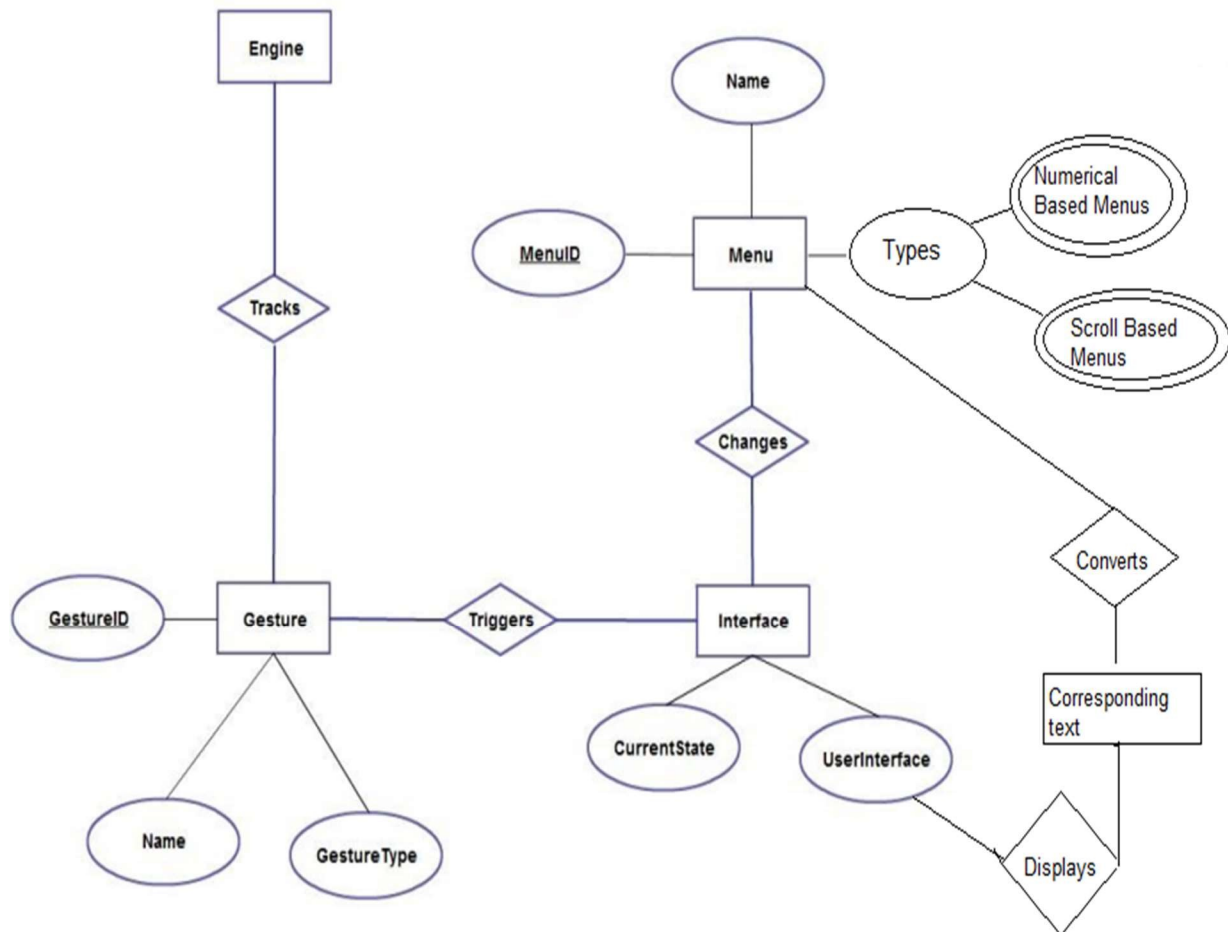 Engine
Name
Numerical
Based Menus
MenuID
Menu
Types
Tracks
Scroll Based
Menus
Changes
Converts
GestureID
Gesture
Triggers
Interface
Corresponding
text
CurrentState
UserInterface
Name
GestureType
Displays